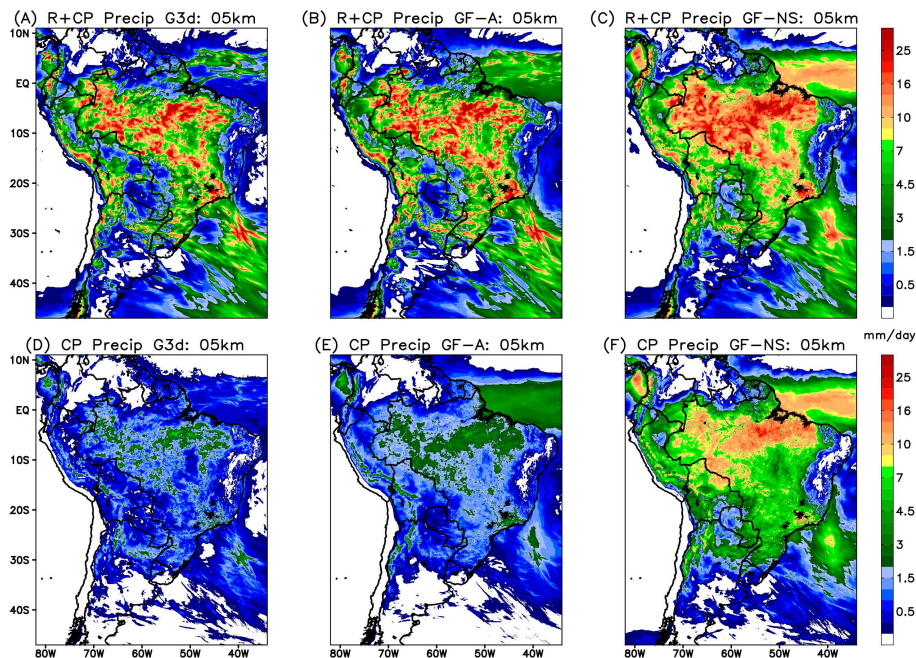 (A) R+CP Precip G3d: 05km
(B) R+CP Precip GF-A: 05km
(C) R+CP Precip GF-NS: 05km
10N
EQ
10S
20S
30S
40S
25
16
10
7
4.5
3
1.5
0.5
mm/day
(D) CP Precip G3d: 05km
(E) CP Precip GF-A: 05km
(F) CP Precip GF-NS: 05km
10N
EQ
10S
20S
30S
40S
25
16
10
7
4.5
3
1.5
0.5
80W 70W 60W 50W 40W
80W 70W 60W 50W 40W
80W 70W 60W 50W 40W